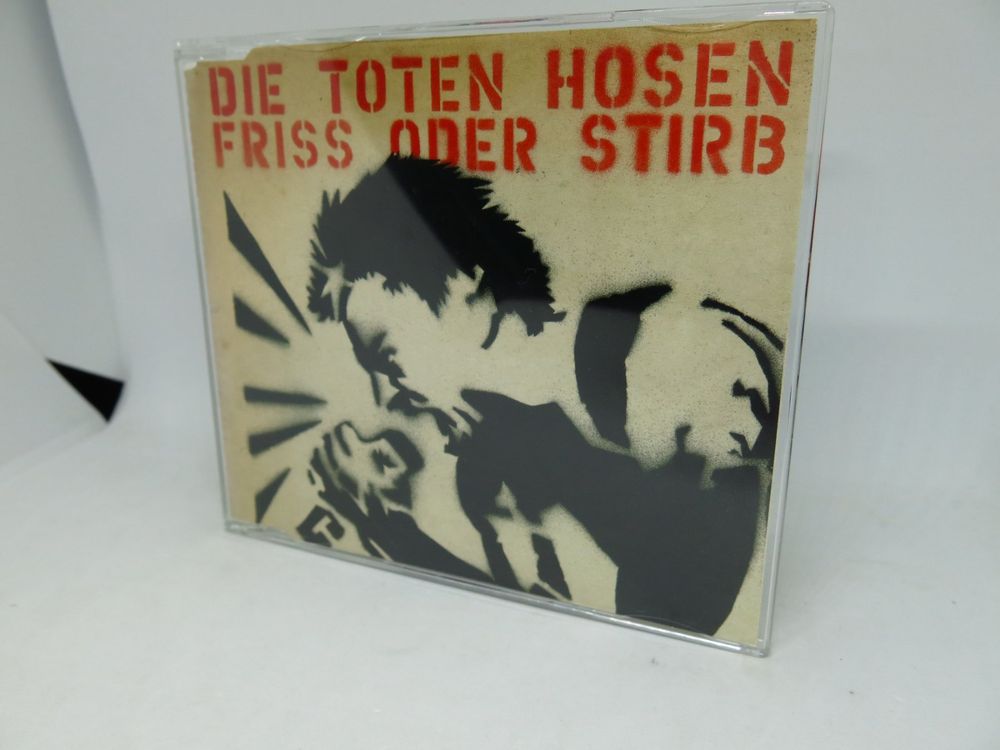 DIE TOTEN HOSEN
FRISS ODER STIRB